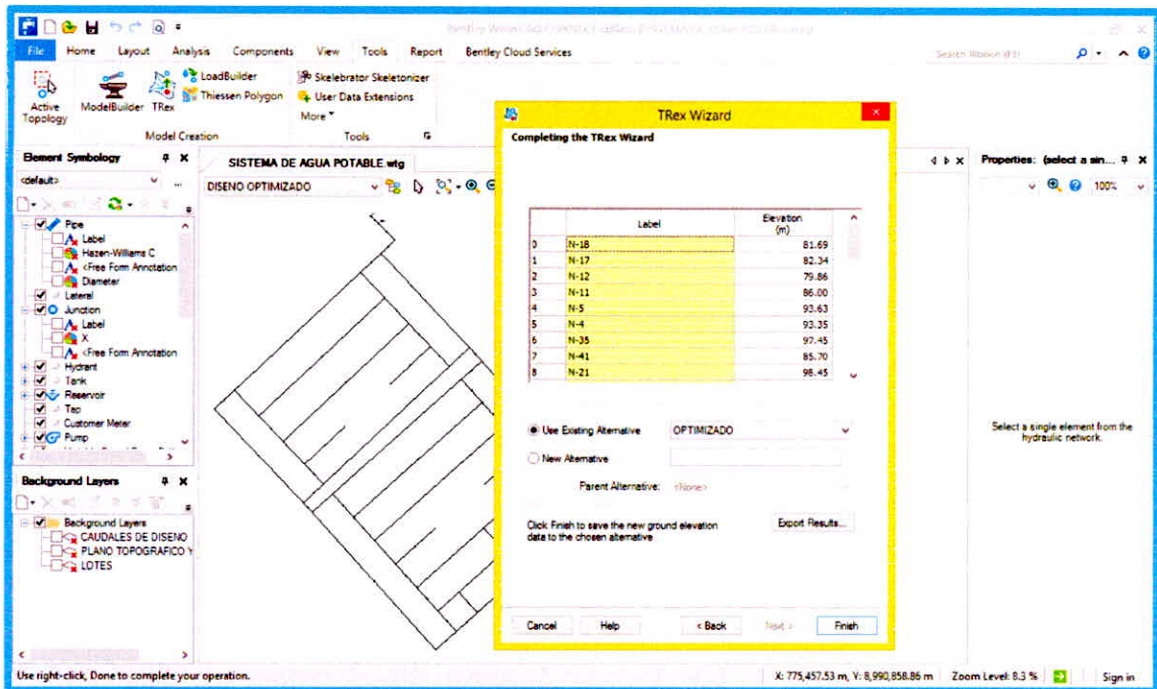 File Home Layout Analysis Components View Tools Report Bentley Cloud Services Search Ribbon (F3)
Active Topology
ModelBuilder
TRex
LoadBuilder
Thiessen Polygon
Skelebrator Skeletonizer
User Data Extensions
More
Model Creation
Tools
Element Symbology
<default>
Pipe
Label
Hazen-Williams C
<Free Form Annotation
Diameter
Lateral
Junction
Label
X
<Free Form Annotation
Hydrant
Tank
Reservoir
Tap
Customer Meter
Pump
Background Layers
Background Layers
CAUDALES DE DISENO
PLANO TOPOGRAFICO Y
LOTES
SISTEMA DE AGUA POTABLE.wtg
DISENO OPTIMIZADO
TRex Wizard
Completing the TRex Wizard
Label Elevation (m)
0 N-18 81.69
1 N-17 82.34
2 N-12 79.86
3 N-11 86.00
4 N-5 93.63
5 N-4 93.35
6 N-35 97.45
7 N-41 85.70
8 N-21 98.45
Use Existing Alternative OPTIMIZADO
New Alternative
Parent Alternative: <None>
Click Finish to save the new ground elevation
data to the chosen alternative
Export Results...
Cancel Help < Back Next > Finish
Properties: (select a sin...
100%
Select a single element from the
hydraulic network.
Use right-click, Done to complete your operation.
X: 775,457.53 m, Y: 8,990,858.86 m Zoom Level: 8.3 % Sign in